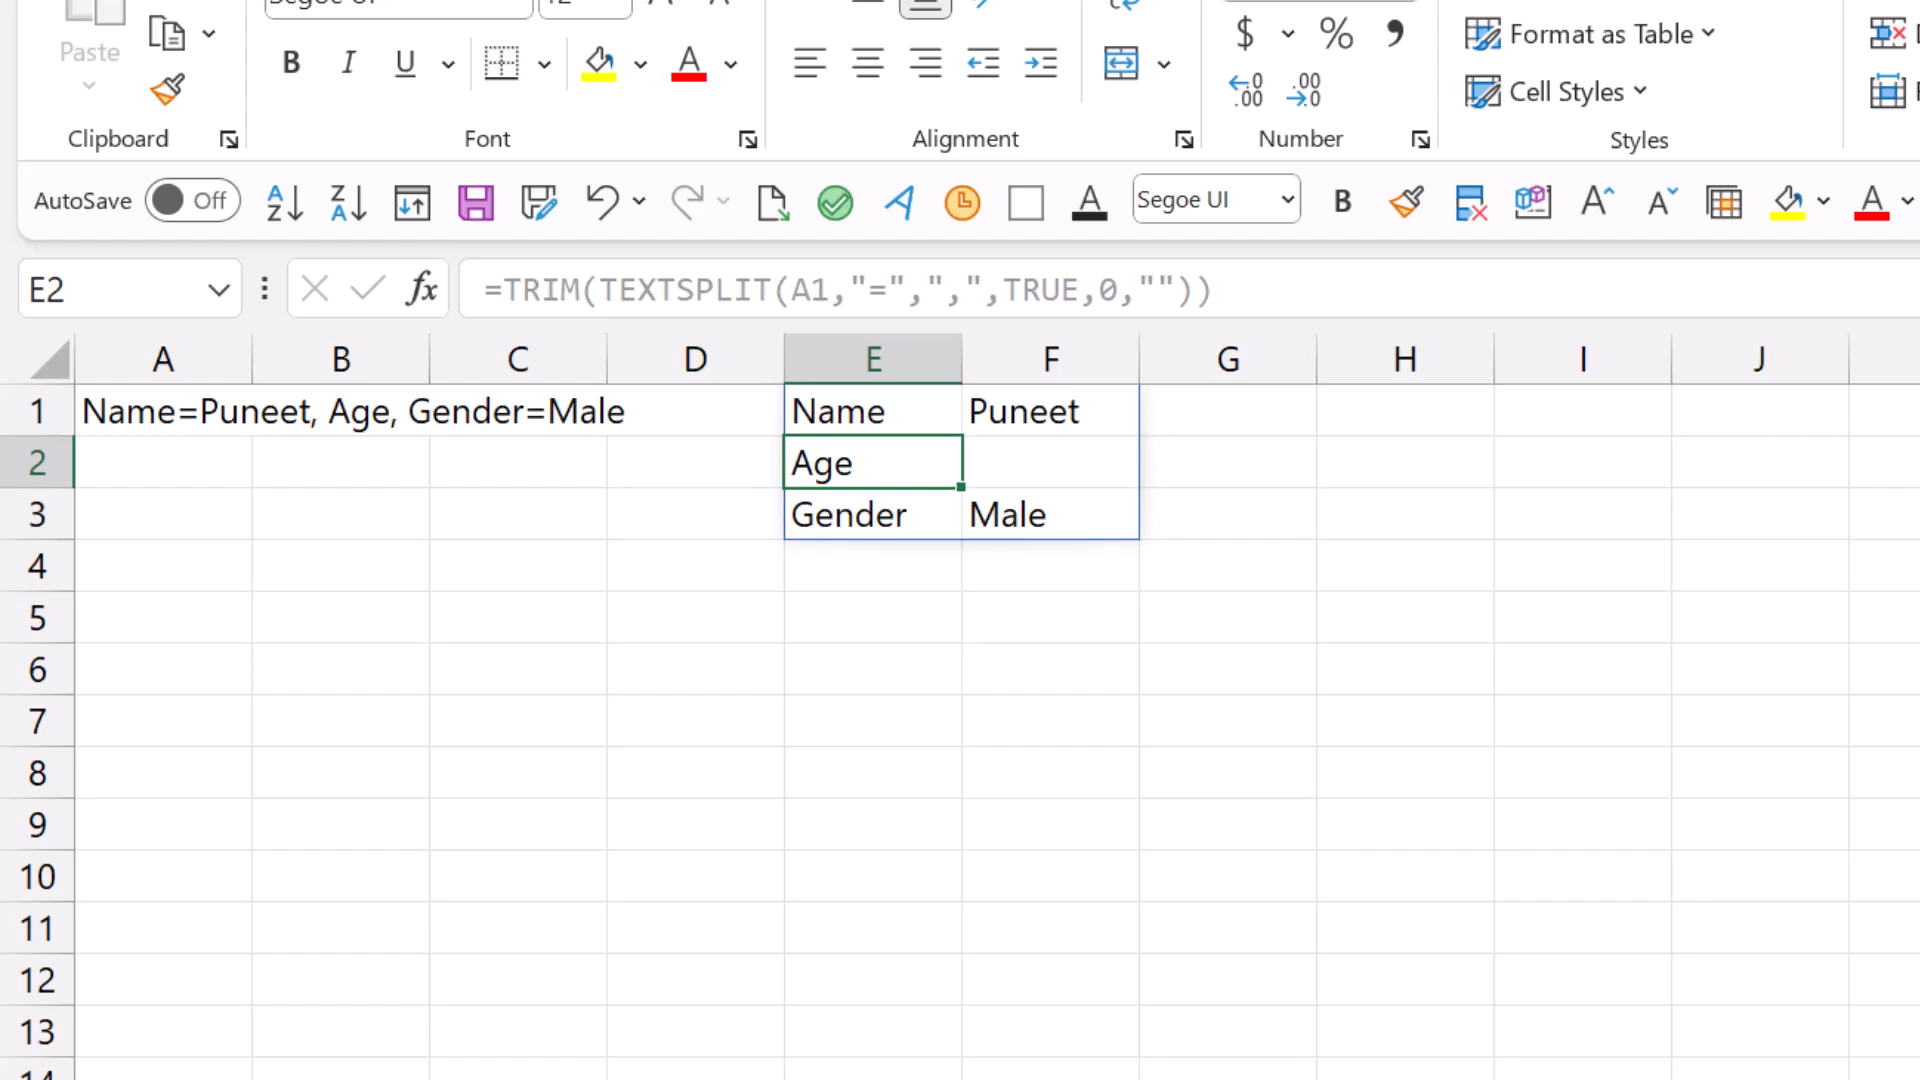 Paste
Clipboard
B I U
Font
Alignment
$ % 9
Number
Format as Table
Cell Styles
Styles
AutoSave Off
Segoe UI
B
E2
fx
=TRIM(TEXTSPLIT(A1,"=",",",TRUE,0,""))
A B C D E F G H I J
1 Name=Puneet, Age, Gender=Male Name Puneet
2 Age
3 Gender Male
4
5
6
7
8
9
10
11
12
13